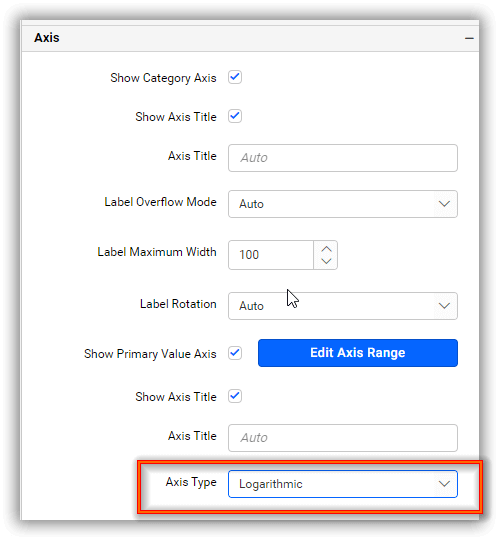 Axis
Show Category Axis
Show Axis Title
Axis Title Auto
Label Overflow Mode Auto
Label Maximum Width 100
Label Rotation Auto
Show Primary Value Axis Edit Axis Range
Show Axis Title
Axis Title Auto
Axis Type Logarithmic